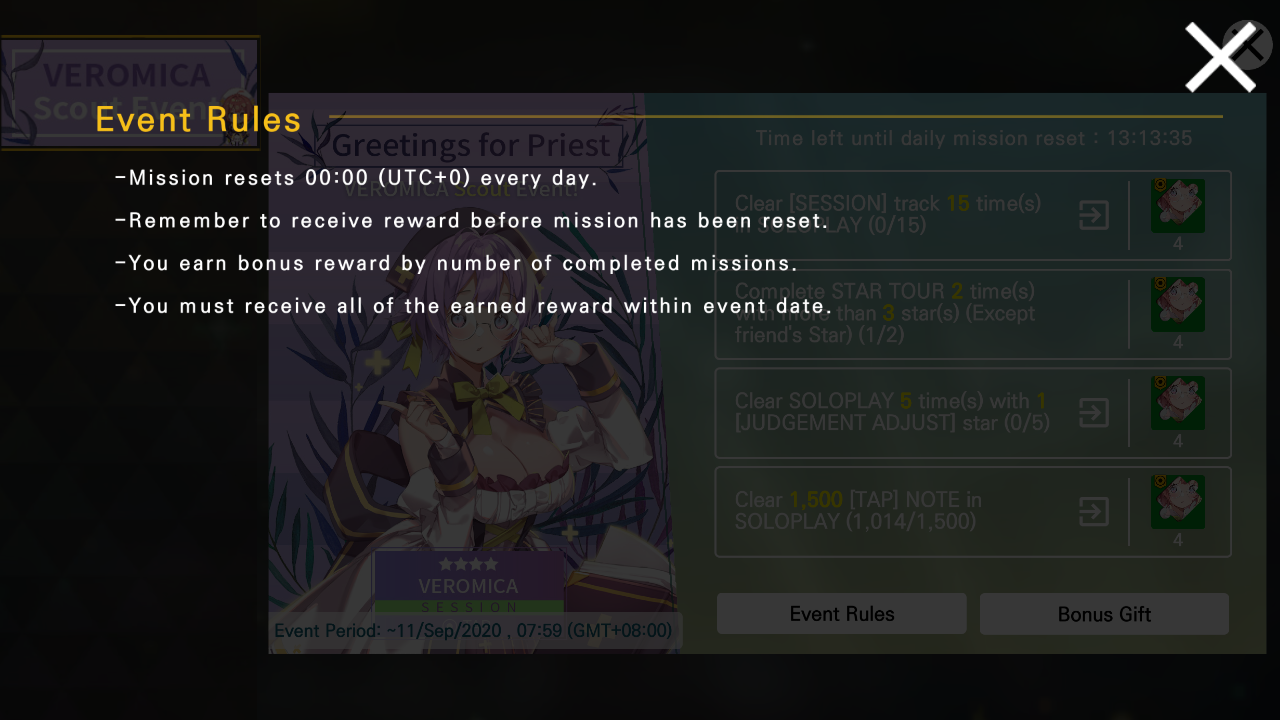 VEROMICA
Scout Event
Event Rules
-Mission resets 00:00 (UTC+0) every day.
-Remember to receive reward before mission has been reset.
-You earn bonus reward by number of completed missions.
-You must receive all of the earned reward within event date.
Greetings for Priest
VEROMICA Scout Event!
★★★★
VEROMICA
SESSION
Event Period: ~11/Sep/2020 , 07:59 (GMT+08:00)
Time left until daily mission reset : 13:13:35
Clear [SESSION] track 15 time(s)
in SOLOPLAY (0/15)
4
Complete STAR TOUR 2 time(s)
with more than 3 star(s) (Except
friend's Star) (1/2)
4
Clear SOLOPLAY 5 time(s) with 1
[JUDGEMENT ADJUST] star (0/5)
4
Clear 1,500 [TAP] NOTE in
SOLOPLAY (1,014/1,500)
4
Event Rules
Bonus Gift